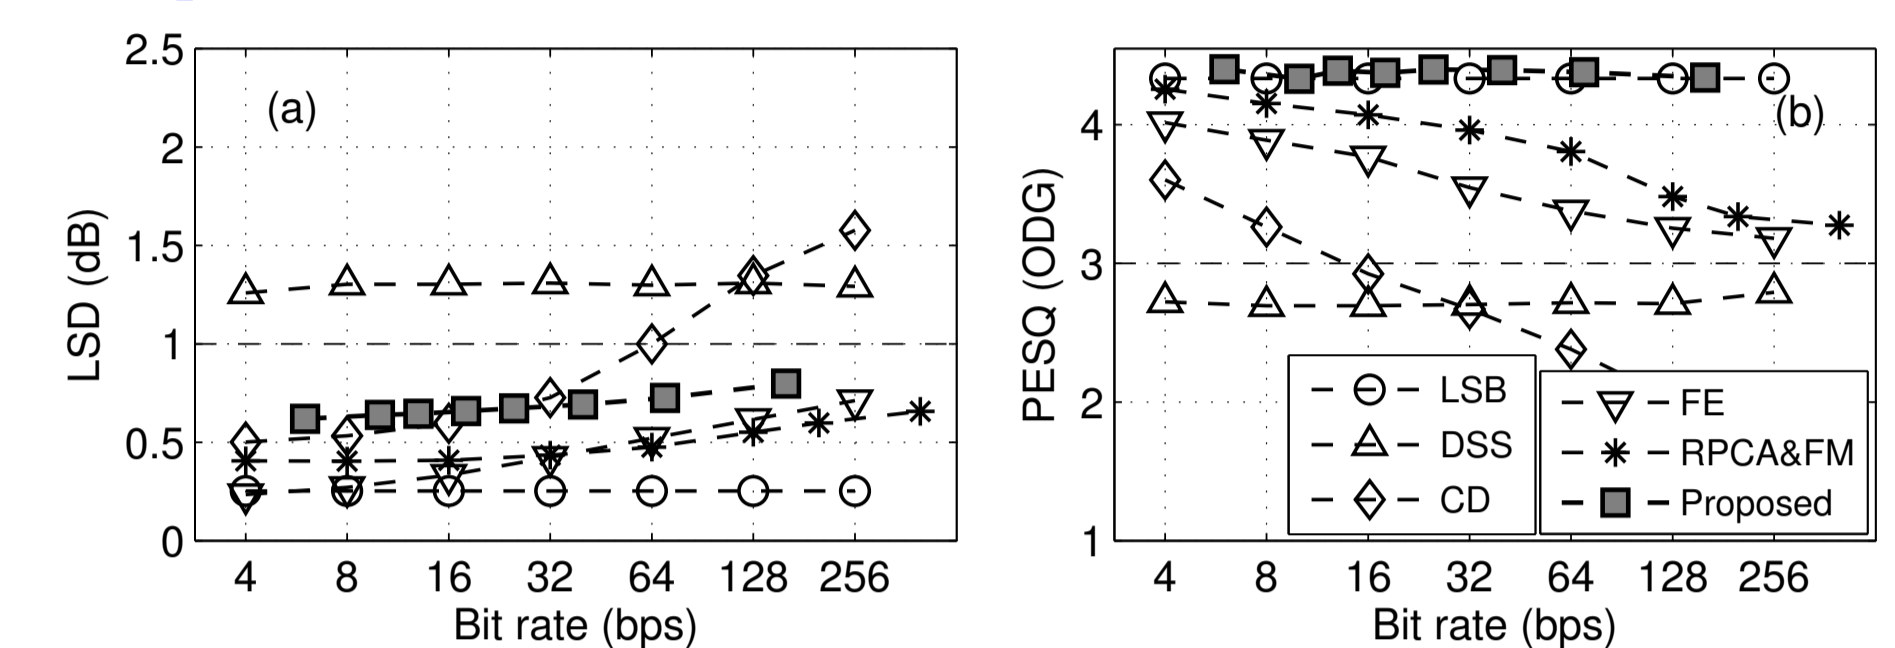 2.5
2
1.5
1
0.5
0
LSD (dB)
(a)
4 8 16 32 64 128 256
Bit rate (bps)
4
3
2
1
PESQ (ODG)
(b)
LSB
DSS
CD
FE
RPCA&FM
Proposed
4 8 16 32 64 128 256
Bit rate (bps)